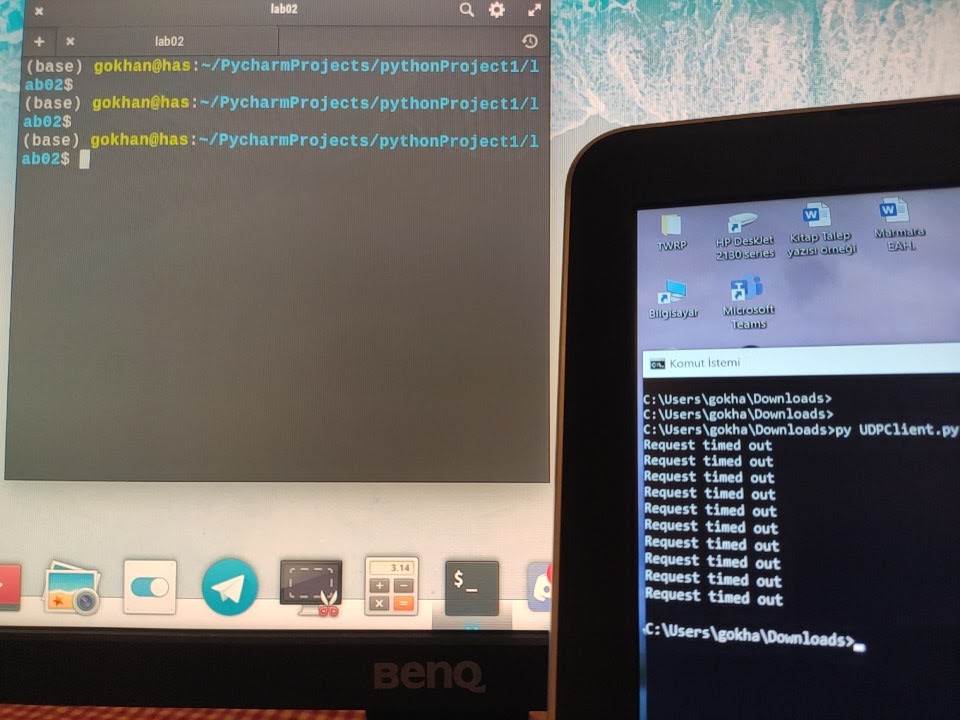 lab02
lab02
(base) gokhan@has:~/PycharmProjects/pythonProject1/l
ab02$
(base) gokhan@has:~/PycharmProjects/pythonProject1/l
ab02$
(base) gokhan@has:~/PycharmProjects/pythonProject1/l
ab02$
3.14
$_
BenQ
TWRP
HP DeskJet
2130 series
Kitap Talep
yazısı örneği
Marmara
EAH.
Bilgisayar
Microsoft
Teams
Komut İstemi
C:\Users\gokha\Downloads>
C:\Users\gokha\Downloads>
C:\Users\gokha\Downloads>py UDPClient.py
Request timed out
Request timed out
Request timed out
Request timed out
Request timed out
Request timed out
Request timed out
Request timed out
Request timed out
Request timed out
C:\Users\gokha\Downloads>